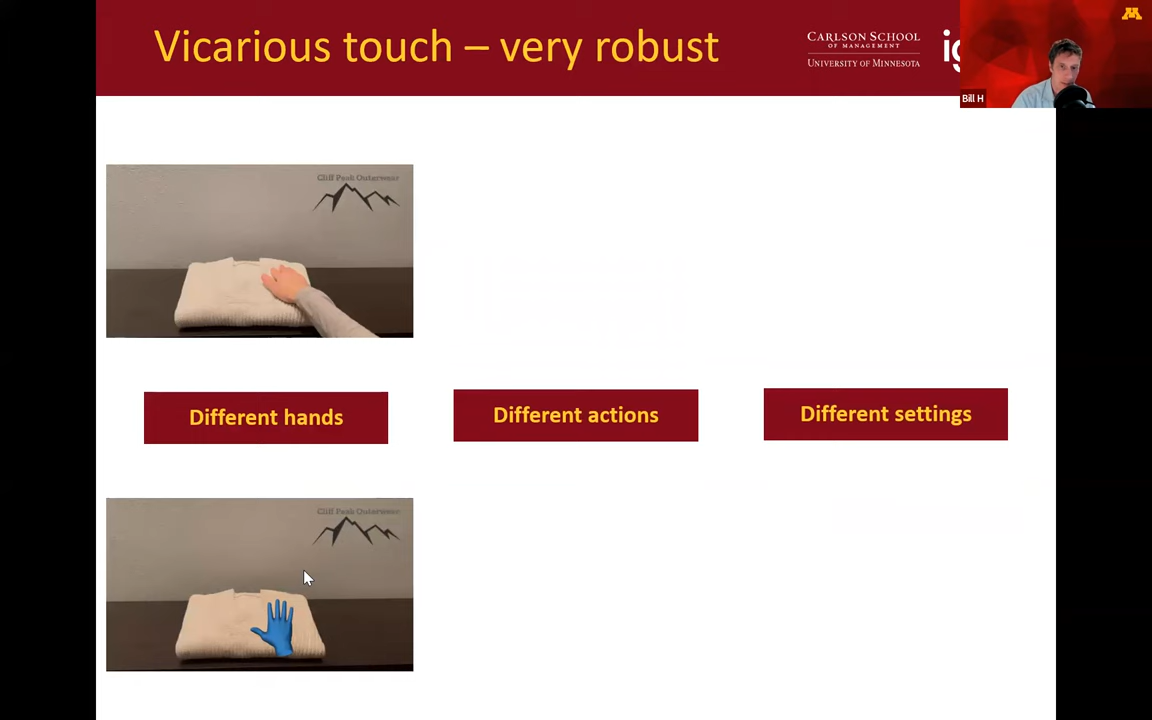 Vicarious touch – very robust
CARLSON SCHOOL
OF MANAGEMENT
UNIVERSITY OF MINNESOTA
Bill H
Cliff Peak Outerwear
Different hands
Different actions
Different settings
Cliff Peak Outerwear